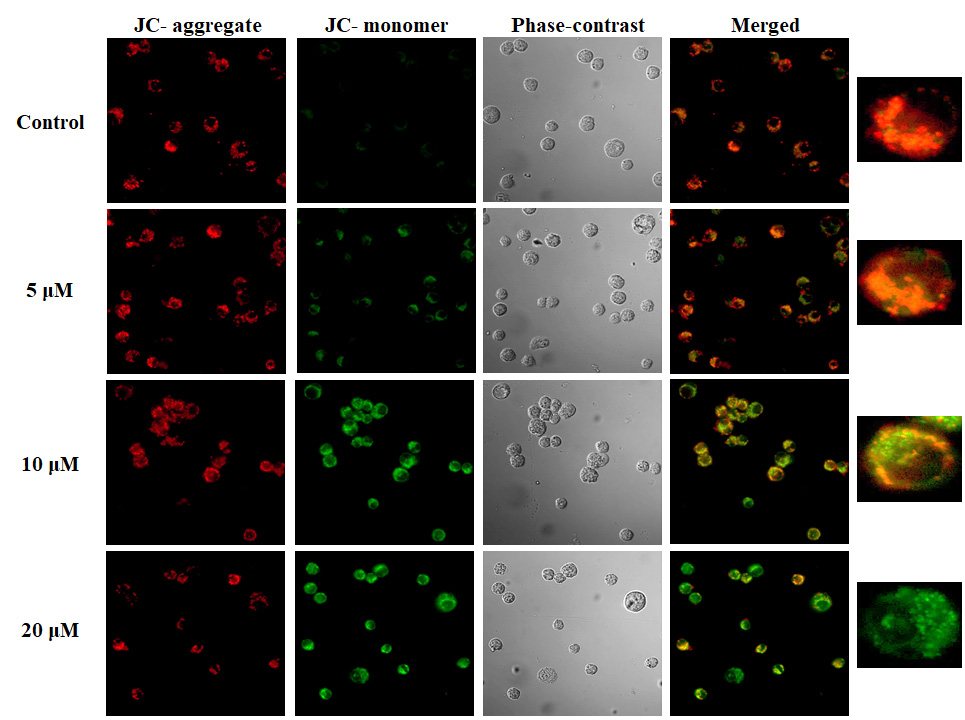 JC- aggregate JC- monomer Phase-contrast Merged
Control
5 μM
10 μM
20 μM